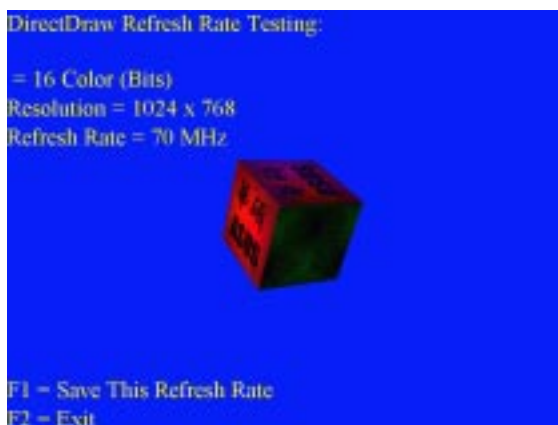 DirectDraw Refresh Rate Testing:
= 16 Color (Bits)
Resolution = 1024 x 768
Refresh Rate = 70 MHz
ASUS
F1 = Save This Refresh Rate
F2 = Exit